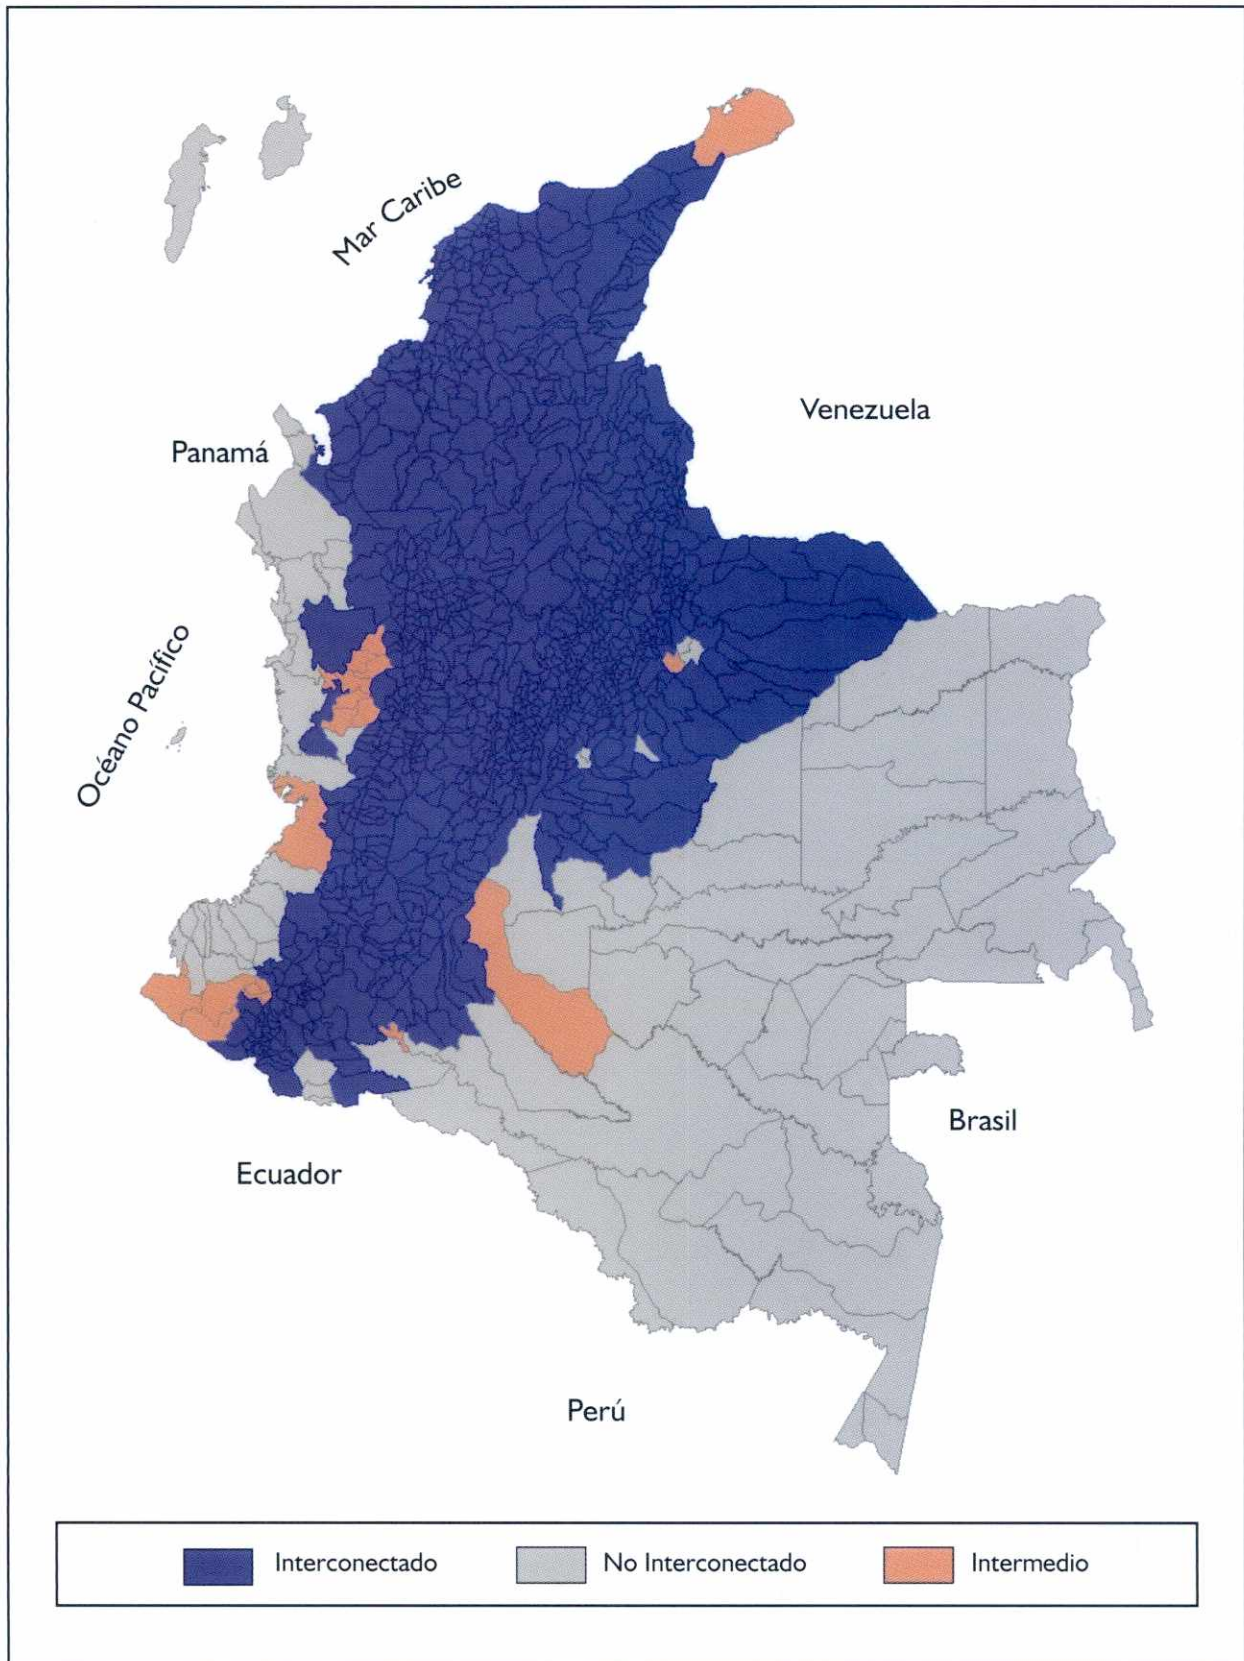 Mar Caribe
Venezuela
Panamá
Océano Pacífico
Brasil
Ecuador
Perú
Interconectado
No Interconectado
Intermedio